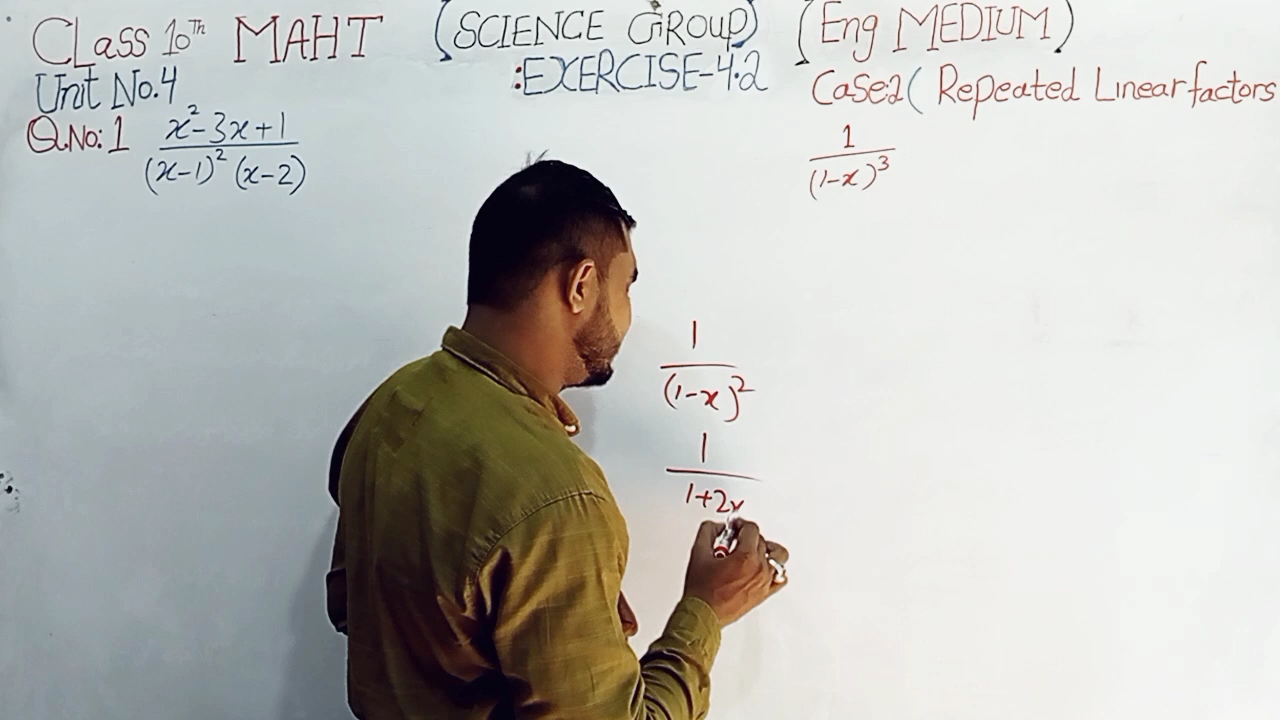 CLass 10th MAHT (SCIENCE GROUP) (Eng MEDIUM)
Unit No.4 :EXERCISE-4.2 Case:2( Repeated Linear factors
Q.No: 1 x²-3x+1 / (x-1)² (x-2)
1 / (1-x)³
1 / (1-x)²
1 / 1+2x